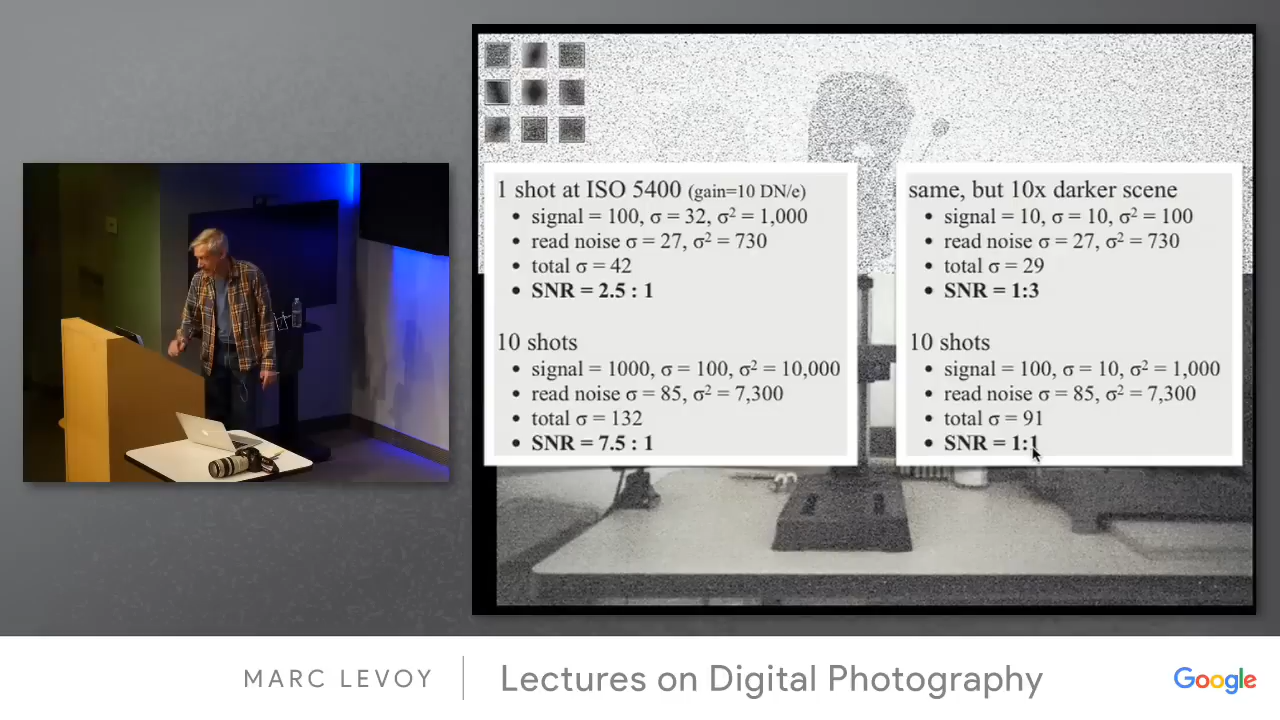 1 shot at ISO 5400 (gain=10 DN/e)
• signal = 100, σ = 32, σ² = 1,000
• read noise σ = 27, σ² = 730
• total σ = 42
• SNR = 2.5 : 1
10 shots
• signal = 1000, σ = 100, σ² = 10,000
• read noise σ = 85, σ² = 7,300
• total σ = 132
• SNR = 7.5 : 1
same, but 10x darker scene
• signal = 10, σ = 10, σ² = 100
• read noise σ = 27, σ² = 730
• total σ = 29
• SNR = 1:3
10 shots
• signal = 100, σ = 10, σ² = 1,000
• read noise σ = 85, σ² = 7,300
• total σ = 91
• SNR = 1:1
MARC LEVOY
Lectures on Digital Photography
Google